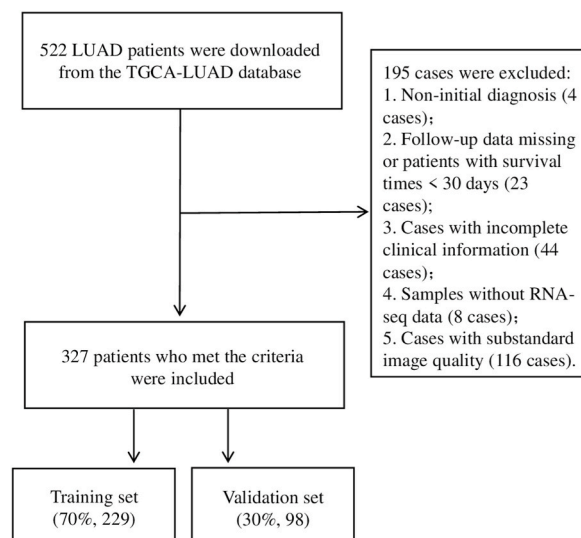 522 LUAD patients were downloaded
from the TGCA-LUAD database
195 cases were excluded:
1. Non-initial diagnosis (4
cases);
2. Follow-up data missing
or patients with survival
times < 30 days (23
cases);
3. Cases with incomplete
clinical information (44
cases);
4. Samples without RNA-
seq data (8 cases);
5. Cases with substandard
image quality (116 cases).
327 patients who met the criteria
were included
Training set
(70%, 229)
Validation set
(30%, 98)